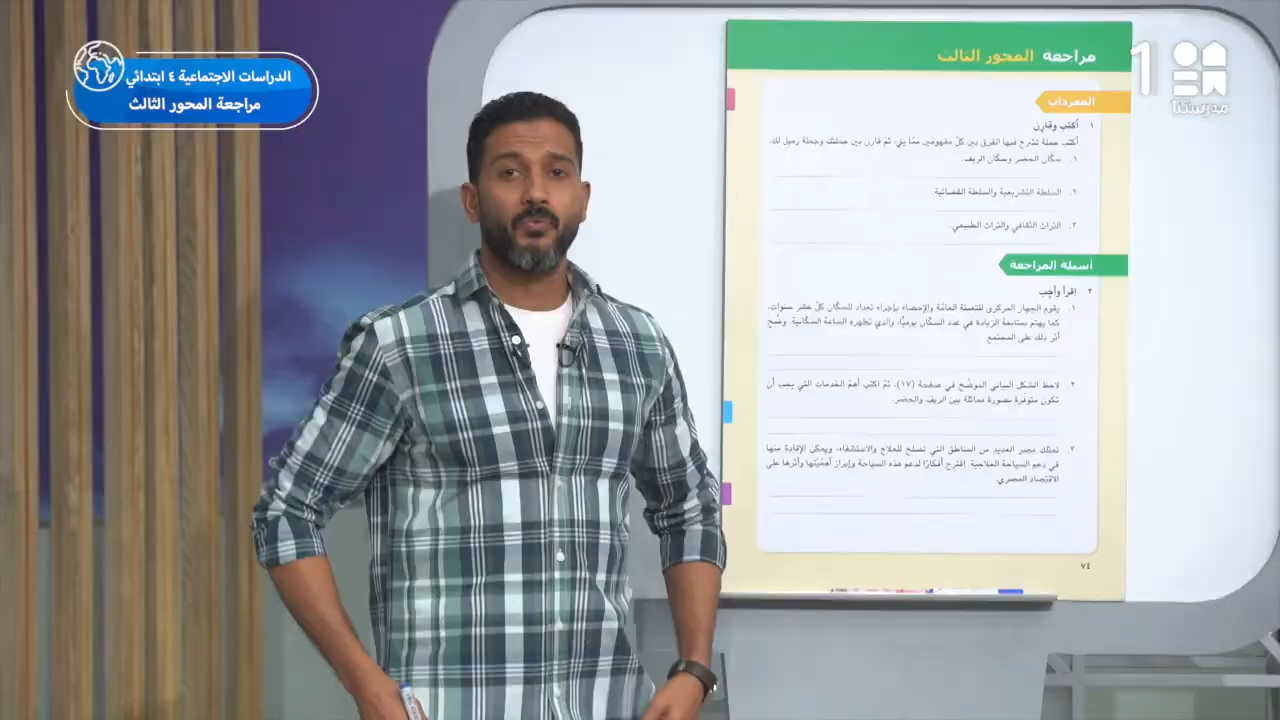 الدراسات الاجتماعية ٤ ابتدائي
مراجعة المحور الثالث
1
مدرستنا
مراجعة المحور الثالث
المفردات
١ أكتب وقارن
أكتب جملة تشرح فيها الفرق بين كلّ مفهومين ممّا يلي، ثمّ قارن بين جملتك وجملة زميل لك.
١. سكّان الحضر وسكّان الريف.
٢. السلطة التشريعية والسلطة القضائية.
٣. التراث الثقافي والتراث الطبيعي.
أسئلة المراجعة
٢ اقرأ وأجب
١. يقوم الجهاز المركزي للتعبئة العامّة والإحصاء بإجراء تعداد للسكّان كلّ عشر سنوات،
كما يهتمّ بمتابعة الزيادة في عدد السكّان يوميًّا، والذي تظهره الساعة السكّانية. وضّح
أثر ذلك على المجتمع.
٢. لاحظ الشكل البياني الموضّح في صفحة (١٧)، ثمّ اكتب أهمّ الخدمات التي يجب أن
تكون متوفّرة بصورة مماثلة بين الريف والحضر.
٣. تمتلك مصر العديد من المناطق التي تصلح للعلاج والاستشفاء، ويمكن الإفادة منها
في دعم السياحة العلاجية. اقترح أفكارًا لدعم هذه السياحة وإبراز أهمّيتها وأثرها على
الاقتصاد المصري.
٧٤